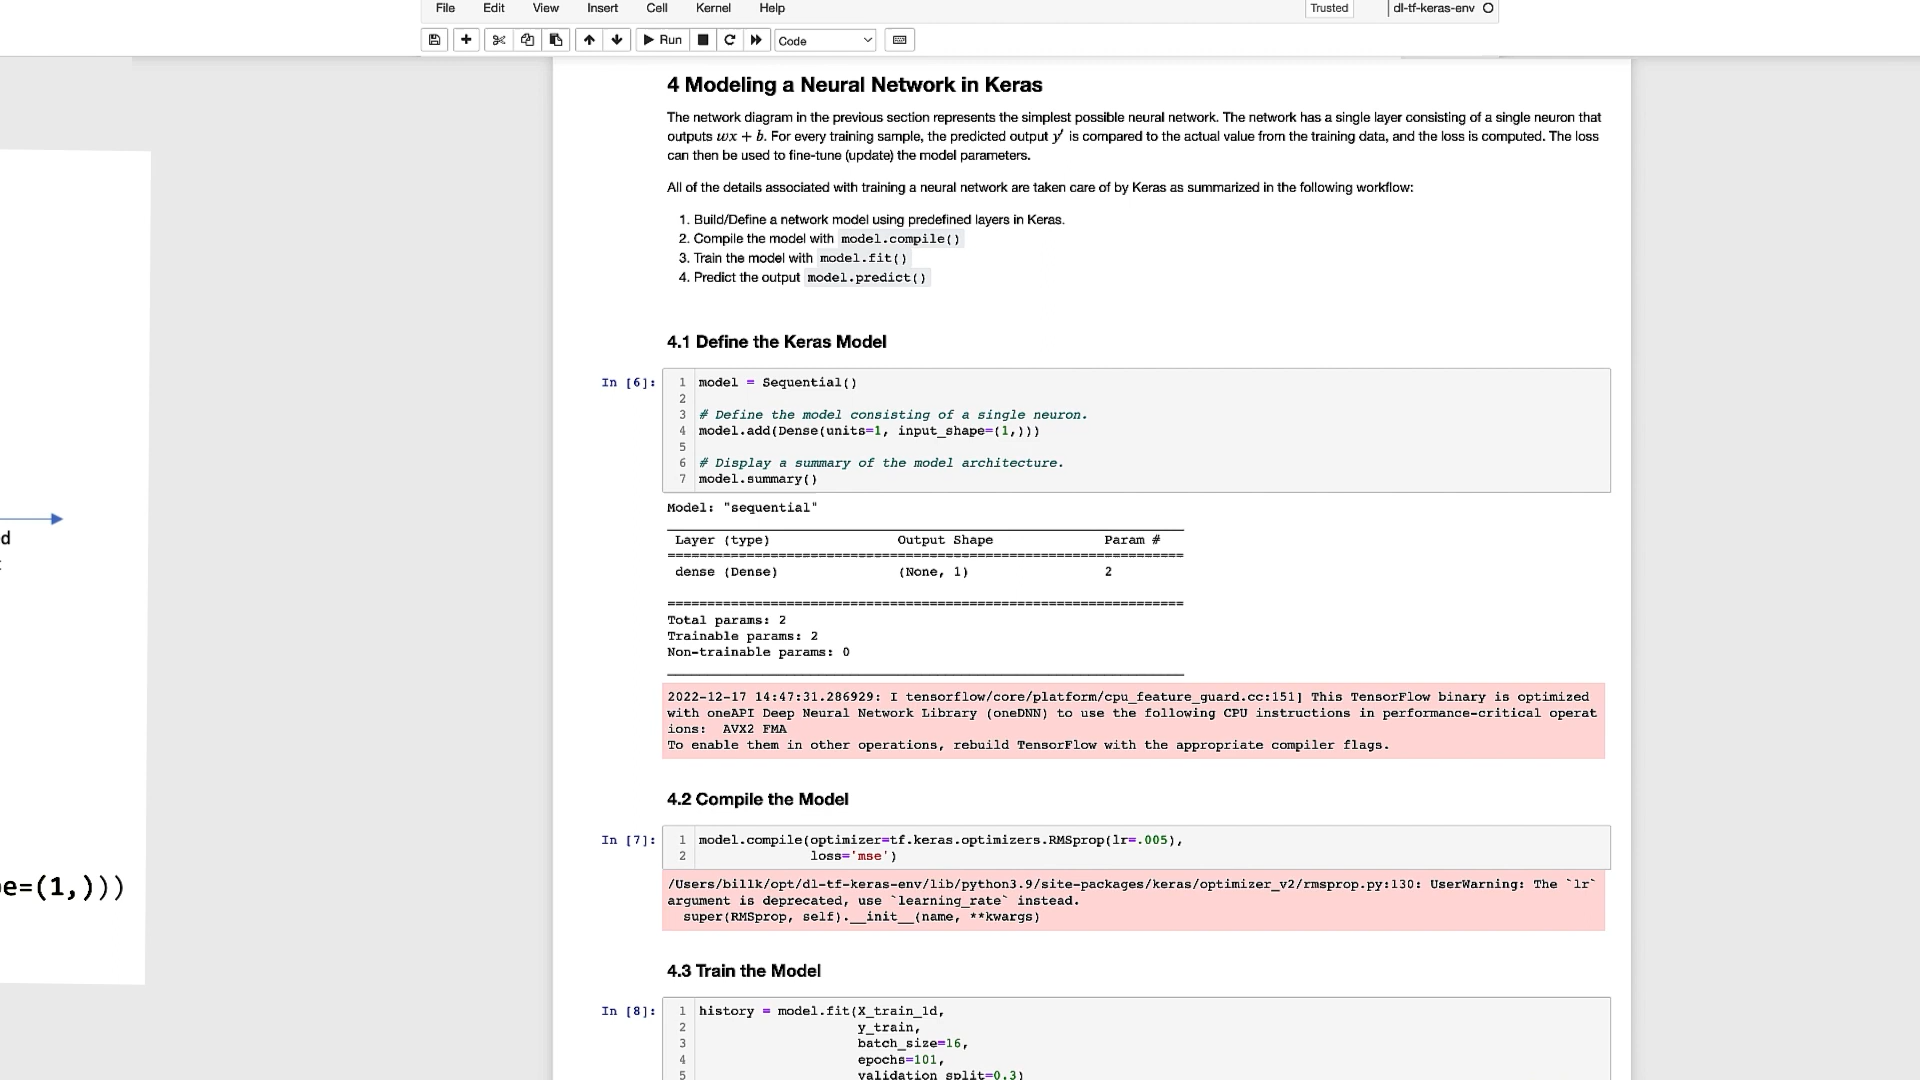 File Edit View Insert Cell Kernel Help Trusted dl-tf-keras-env
Run Code
4 Modeling a Neural Network in Keras
The network diagram in the previous section represents the simplest possible neural network. The network has a single layer consisting of a single neuron that
outputs wx + b. For every training sample, the predicted output y′ is compared to the actual value from the training data, and the loss is computed. The loss
can then be used to fine-tune (update) the model parameters.
All of the details associated with training a neural network are taken care of by Keras as summarized in the following workflow:
1. Build/Define a network model using predefined layers in Keras.
2. Compile the model with model.compile()
3. Train the model with model.fit()
4. Predict the output model.predict()
4.1 Define the Keras Model
In [6]: 1 model = Sequential()
2
3 # Define the model consisting of a single neuron.
4 model.add(Dense(units=1, input_shape=(1,)))
5
6 # Display a summary of the model architecture.
7 model.summary()
Model: "sequential"
Layer (type) Output Shape Param #
=================================================================
dense (Dense) (None, 1) 2
=================================================================
Total params: 2
Trainable params: 2
Non-trainable params: 0
2022-12-17 14:47:31.286929: I tensorflow/core/platform/cpu_feature_guard.cc:151] This TensorFlow binary is optimized
with oneAPI Deep Neural Network Library (oneDNN) to use the following CPU instructions in performance-critical operat
ions: AVX2 FMA
To enable them in other operations, rebuild TensorFlow with the appropriate compiler flags.
4.2 Compile the Model
In [7]: 1 model.compile(optimizer=tf.keras.optimizers.RMSprop(lr=.005),
2 loss='mse')
/Users/billk/opt/dl-tf-keras-env/lib/python3.9/site-packages/keras/optimizer_v2/rmsprop.py:130: UserWarning: The `lr`
argument is deprecated, use `learning_rate` instead.
super(RMSprop, self).__init__(name, **kwargs)
4.3 Train the Model
In [8]: 1 history = model.fit(X_train_1d,
2 y_train,
3 batch_size=16,
4 epochs=101,
5 validation_split=0.3)
d
e=(1,)))